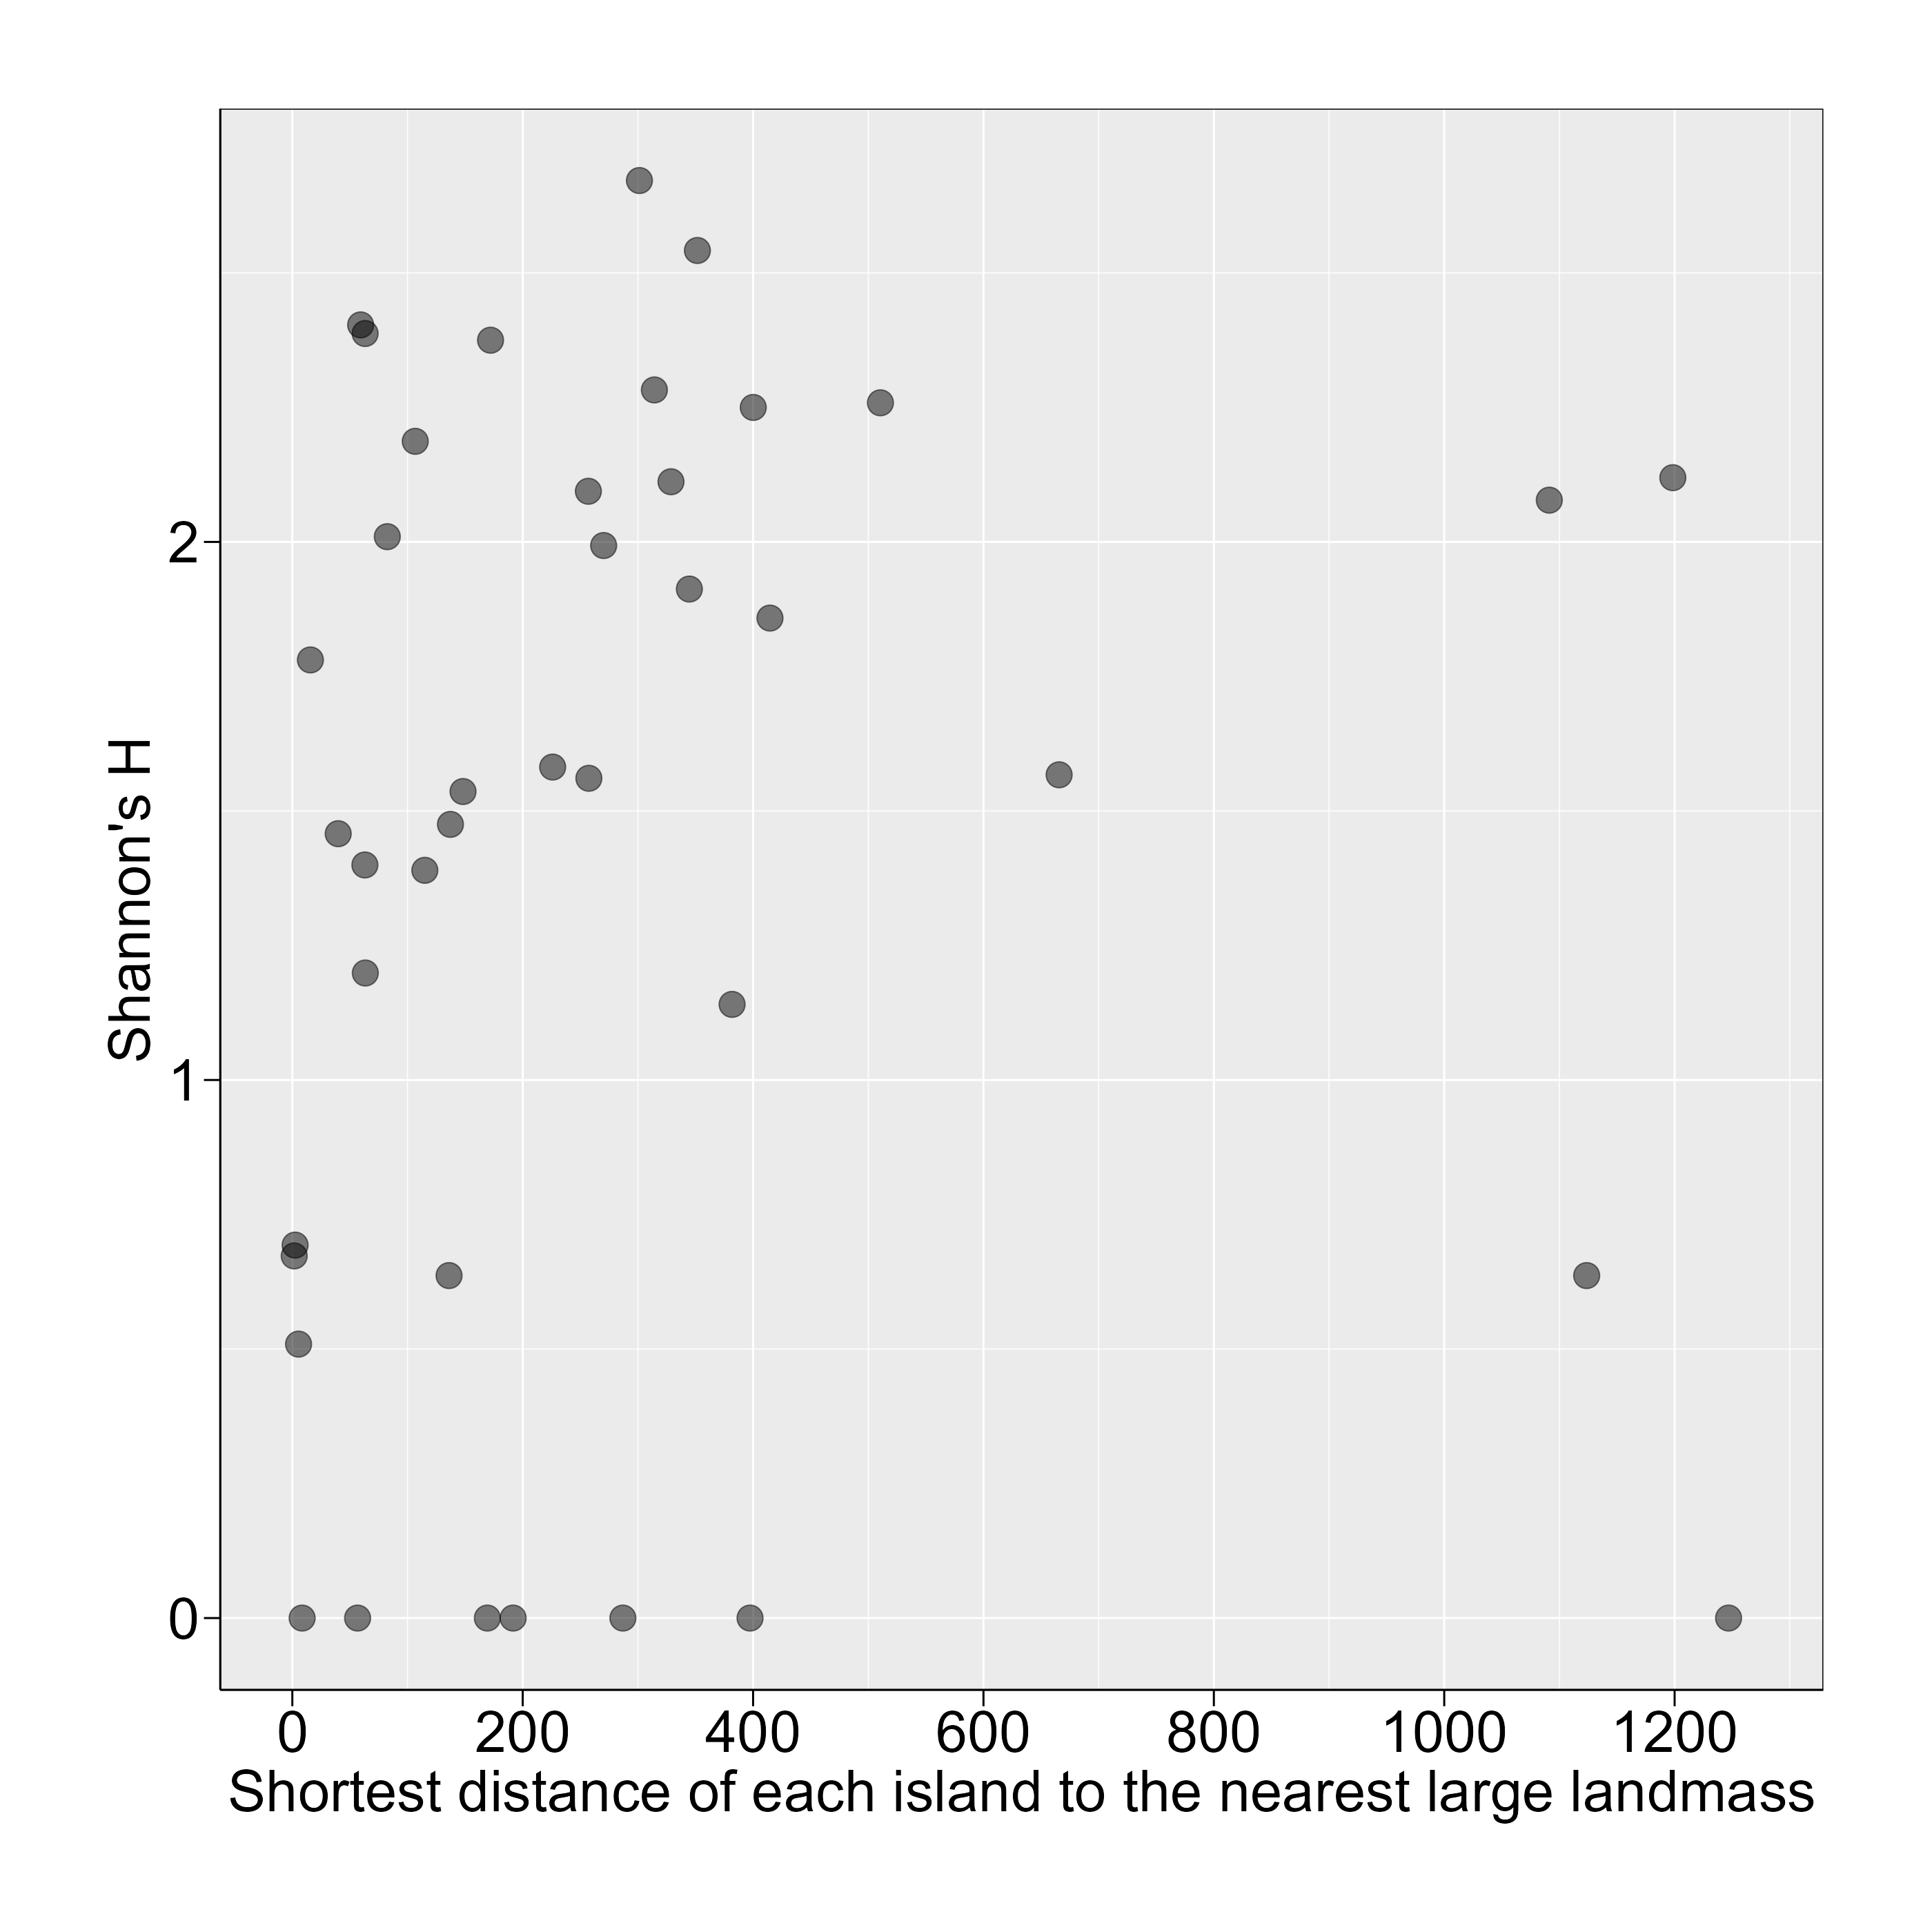 Shannon's H
2
1
0
0 200 400 600 800 1000 1200
Shortest distance of each island to the nearest large landmass